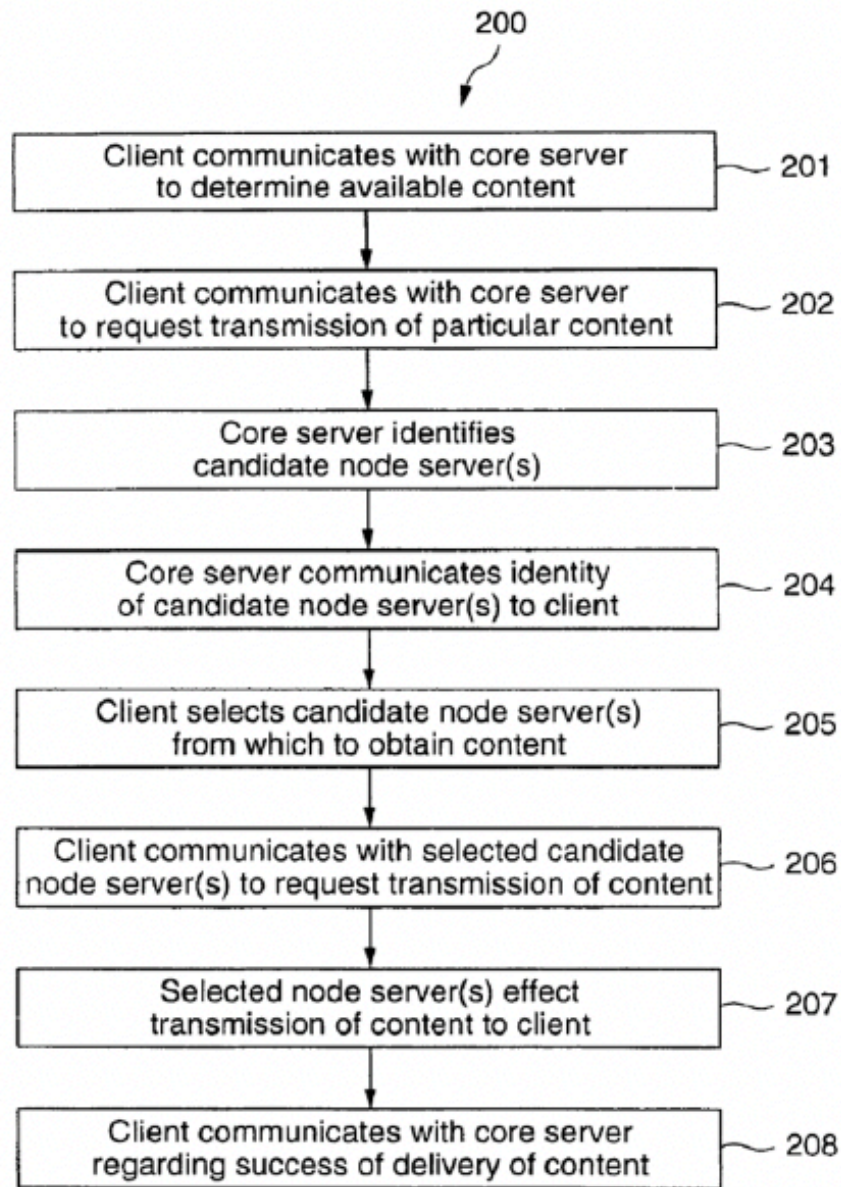 200
Client communicates with core server
to determine available content
201
Client communicates with core server
to request transmission of particular content
202
Core server identifies
candidate node server(s)
203
Core server communicates identity
of candidate node server(s) to client
204
Client selects candidate node server(s)
from which to obtain content
205
Client communicates with selected candidate
node server(s) to request transmission of content
206
Selected node server(s) effect
transmission of content to client
207
Client communicates with core server
regarding success of delivery of content
208